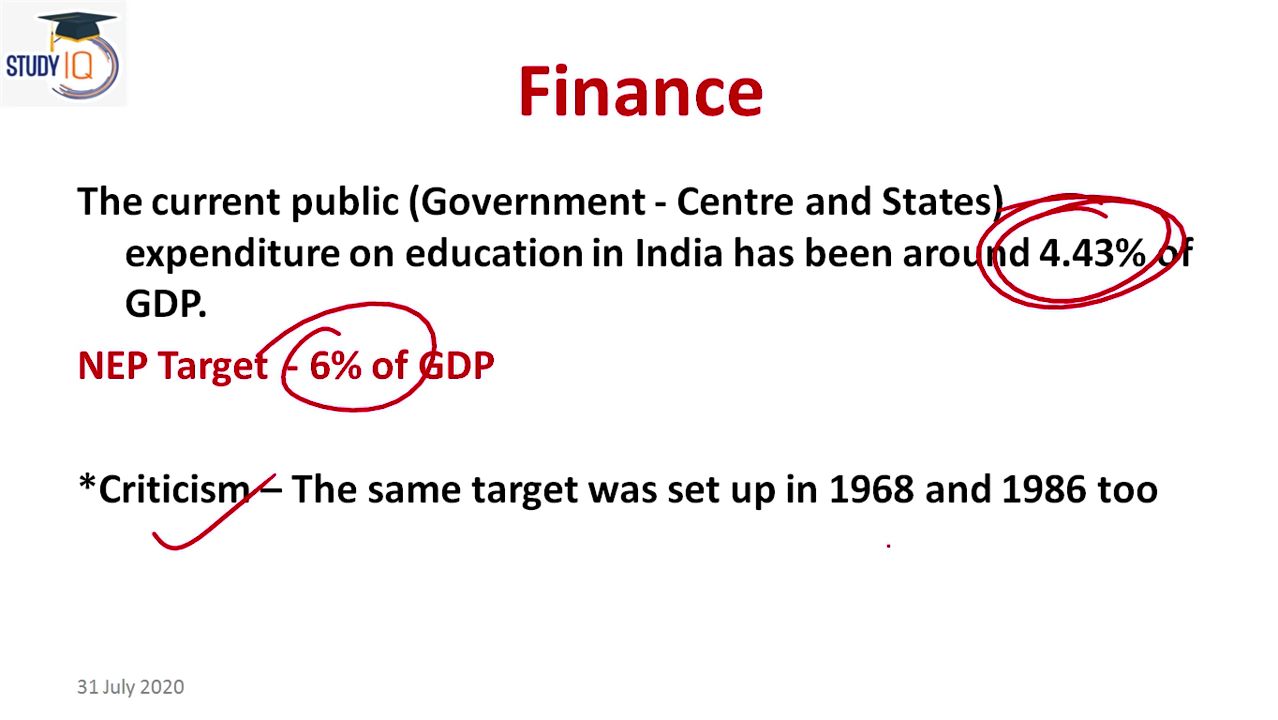 STUDY IQ
Finance
The current public (Government - Centre and States)
expenditure on education in India has been around 4.43% of
GDP.
NEP Target - 6% of GDP
*Criticism – The same target was set up in 1968 and 1986 too
31 July 2020